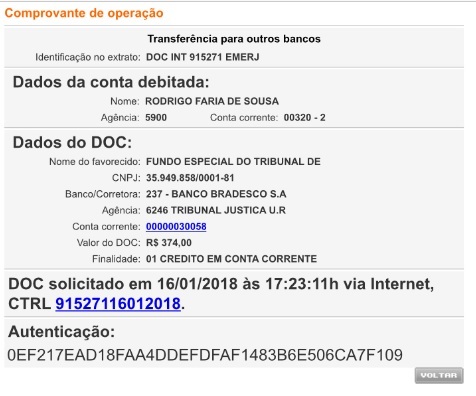 Comprovante de operação
Transferência para outros bancos
Identificação no extrato: DOC INT 915271 EMERJ
Dados da conta debitada:
Nome: RODRIGO FARIA DE SOUSA
Agência: 5900 Conta corrente: 00320 - 2
Dados do DOC:
Nome do favorecido: FUNDO ESPECIAL DO TRIBUNAL DE
CNPJ: 35.949.858/0001-81
Banco/Corretora: 237 - BANCO BRADESCO S.A
Agência: 6246 TRIBUNAL JUSTICA U.R
Conta corrente: 00000030058
Valor do DOC: R$ 374,00
Finalidade: 01 CREDITO EM CONTA CORRENTE
DOC solicitado em 16/01/2018 às 17:23:11h via Internet,
CTRL 91527116012018.
Autenticação:
0EF217EAD18FAA4DDEFDFAF1483B6E506CA7F109
VOLTAR